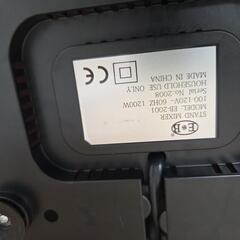 E*B
STAND MIXER
MODEL: EB-2001
100-120V~ 60HZ 1200W
HOUSEHOLD USE ONLY
Serial No:2008
MADE IN CHINA
CE